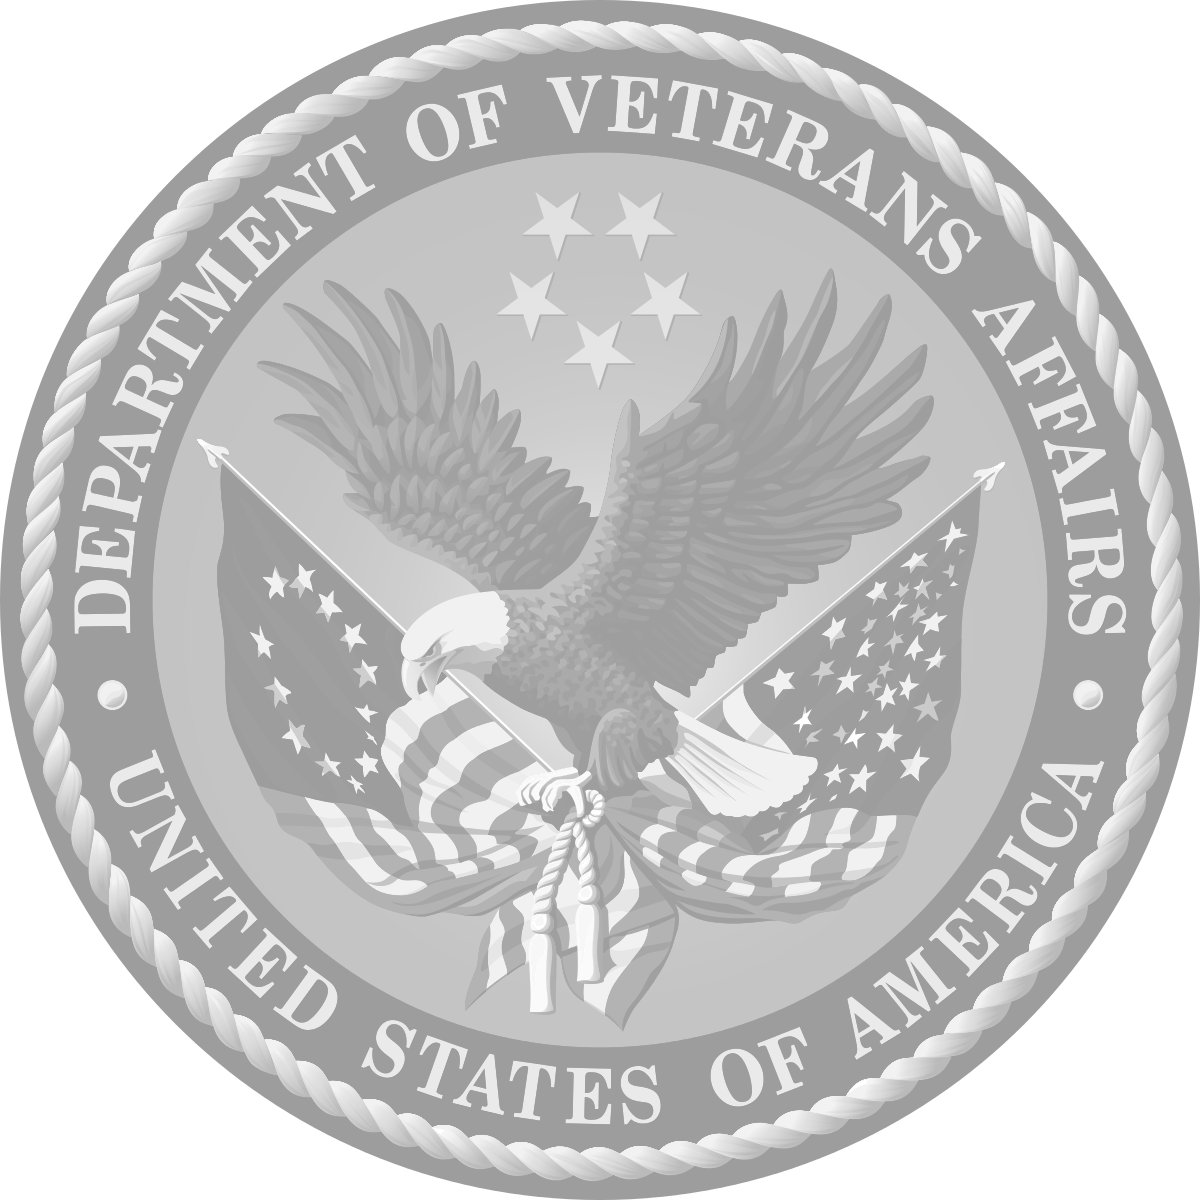 DEPARTMENT OF VETERANS AFFAIRS
UNITED STATES OF AMERICA